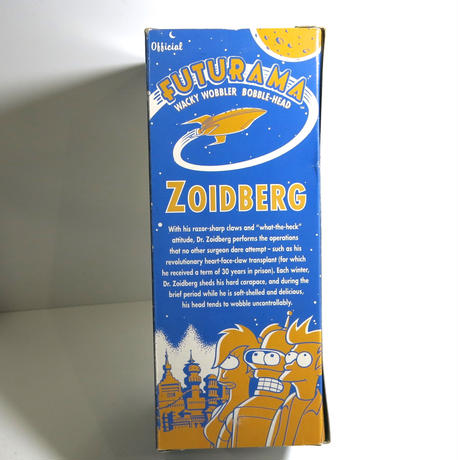 Official
FUTURAMA
WACKY WOBBLER BOBBLE-HEAD
ZOIDBERG
With his razor-sharp claws and "what-the-heck"
attitude, Dr. Zoidberg performs the operations
that no other surgeon dare attempt – such as his
revolutionary heart-face-claw transplant (for which
he received a term of 30 years in prison). Each winter,
Dr. Zoidberg sheds his hard carapace, and during the
brief period while he is soft-shelled and delicious,
his head tends to wobble uncontrollably.